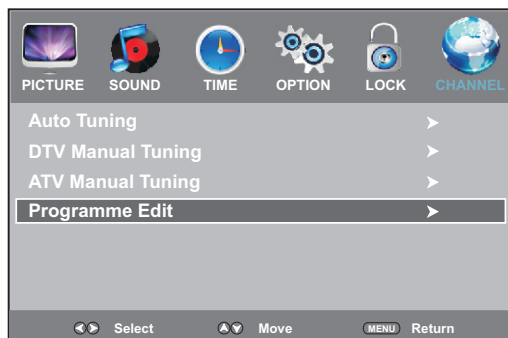 PICTURE SOUND TIME OPTION LOCK CHANNEL
Auto Tuning
DTV Manual Tuning
ATV Manual Tuning
Programme Edit
Select Move MENU Return